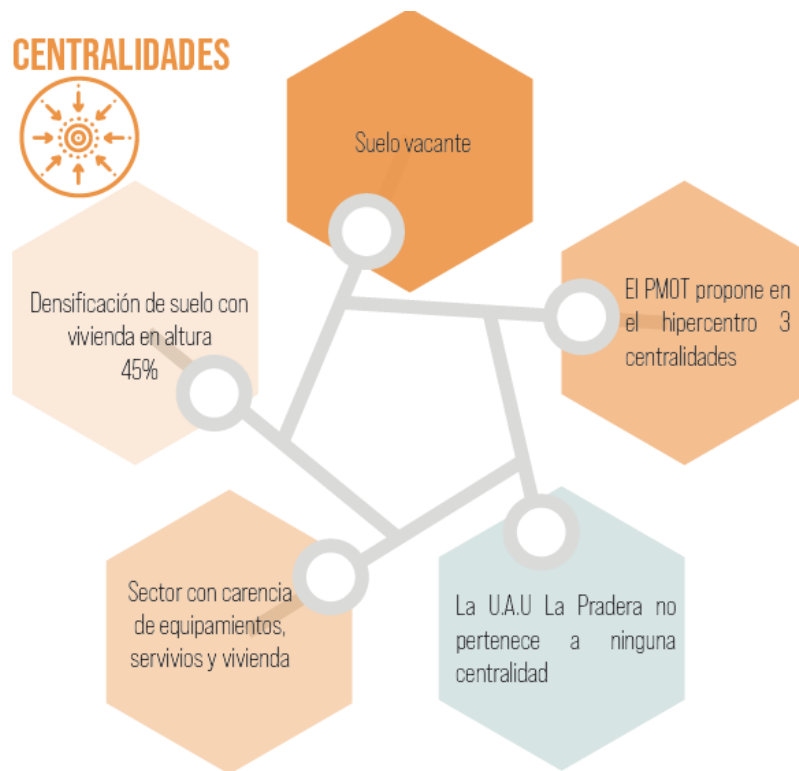 CENTRALIDADES
Suelo vacante
El PMOT propone en
el hipercentro 3
centralidades
Densificación de suelo con
vivienda en altura
45%
Sector con carencia
de equipamientos,
servivios y vivienda
La U.A.U La Pradera no
pertenece a ninguna
centralidad